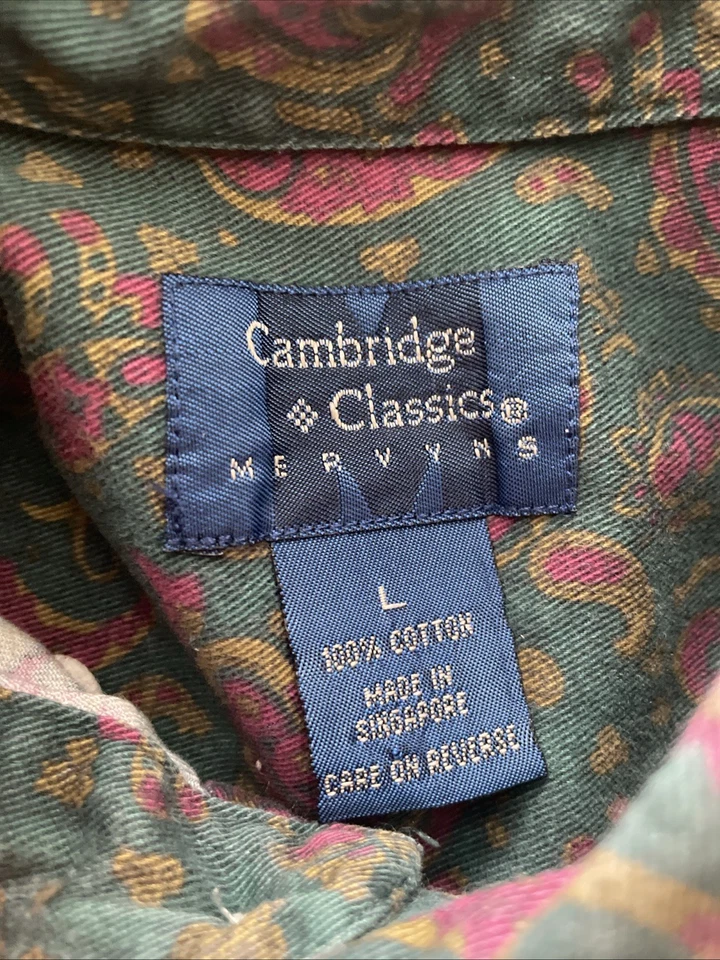 Cambridge
Classics®
MERVYNS
L
100% COTTON
MADE IN
SINGAPORE
CARE ON REVERSE